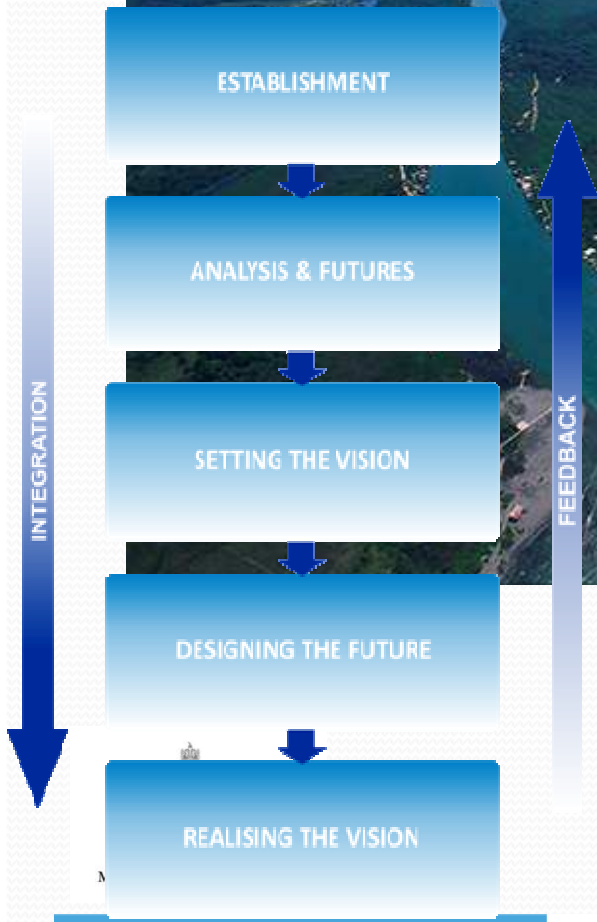 ESTABLISHMENT
ANALYSIS & FUTURES
SETTING THE VISION
DESIGNING THE FUTURE
REALISING THE VISION
INTEGRATION
FEEDBACK
M